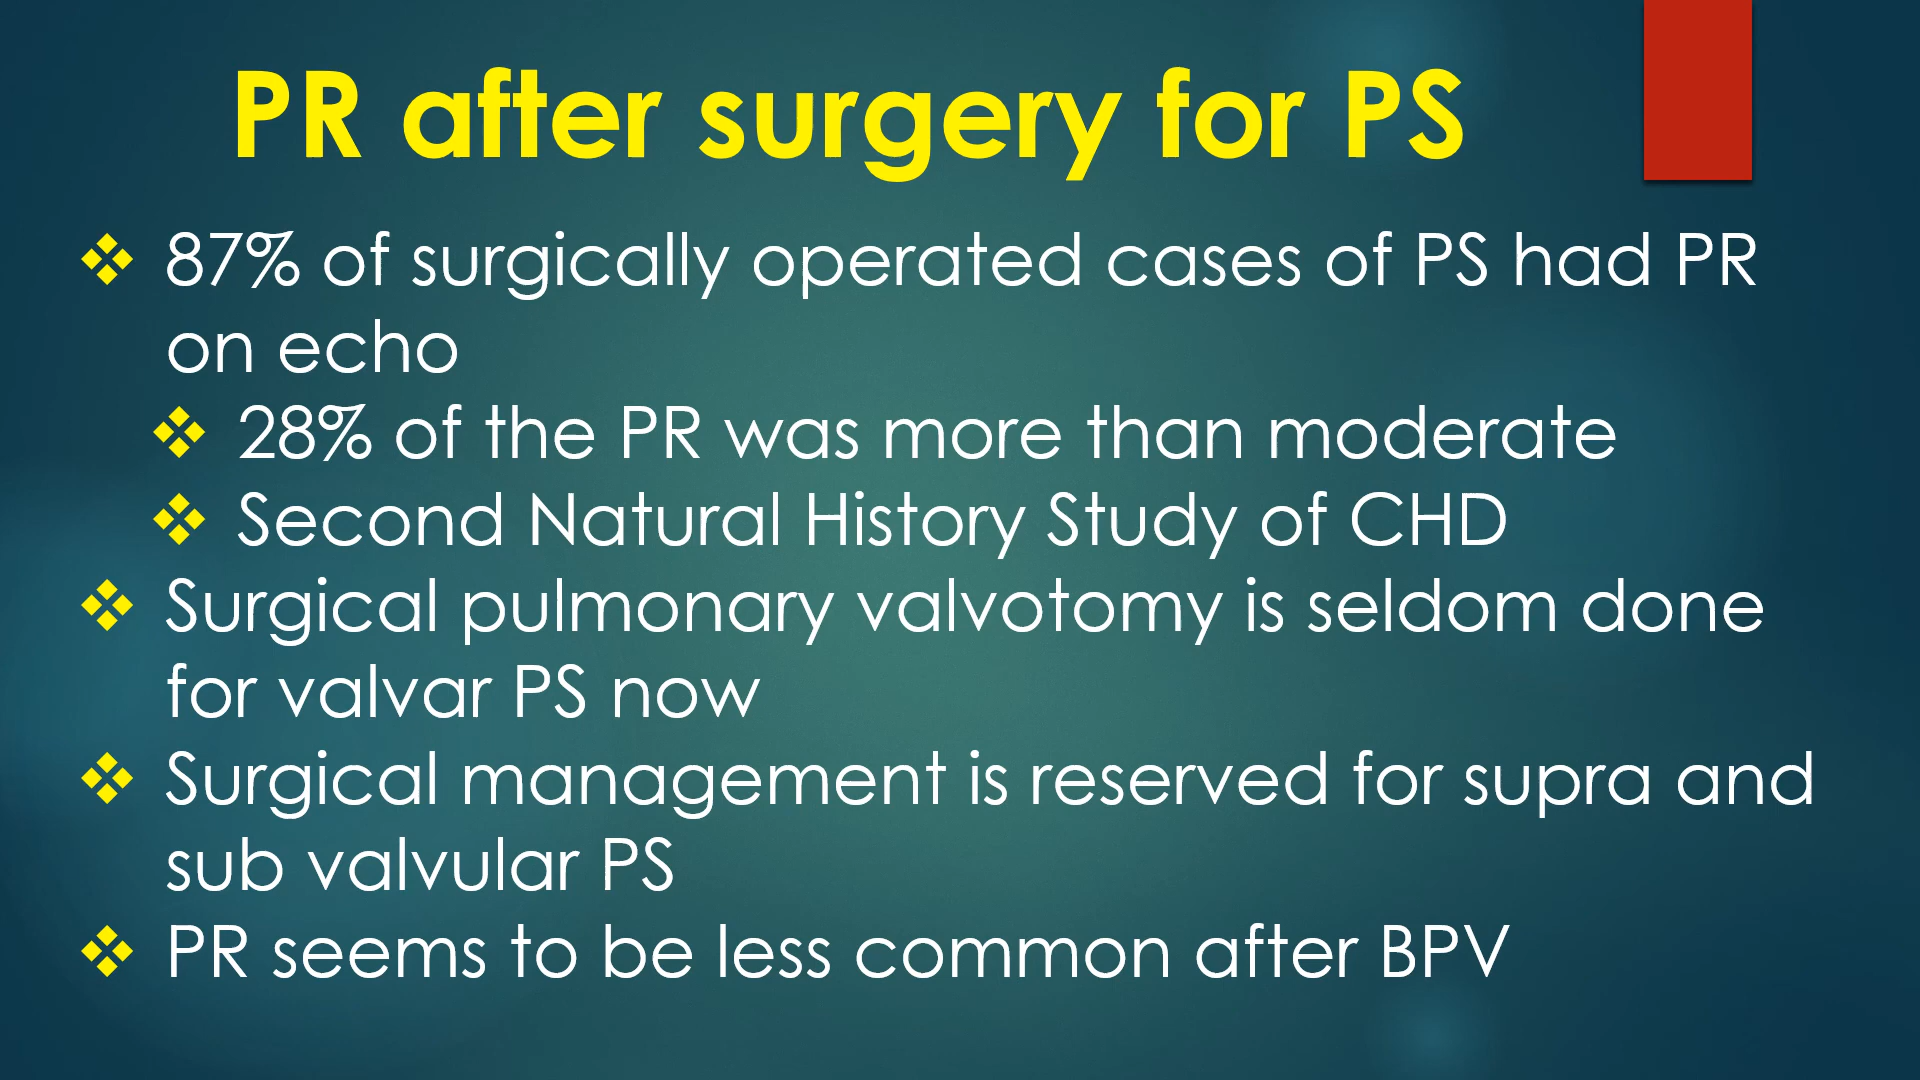 PR after surgery for PS
❖ 87% of surgically operated cases of PS had PR
on echo
❖ 28% of the PR was more than moderate
❖ Second Natural History Study of CHD
❖ Surgical pulmonary valvotomy is seldom done
for valvar PS now
❖ Surgical management is reserved for supra and
sub valvular PS
❖ PR seems to be less common after BPV